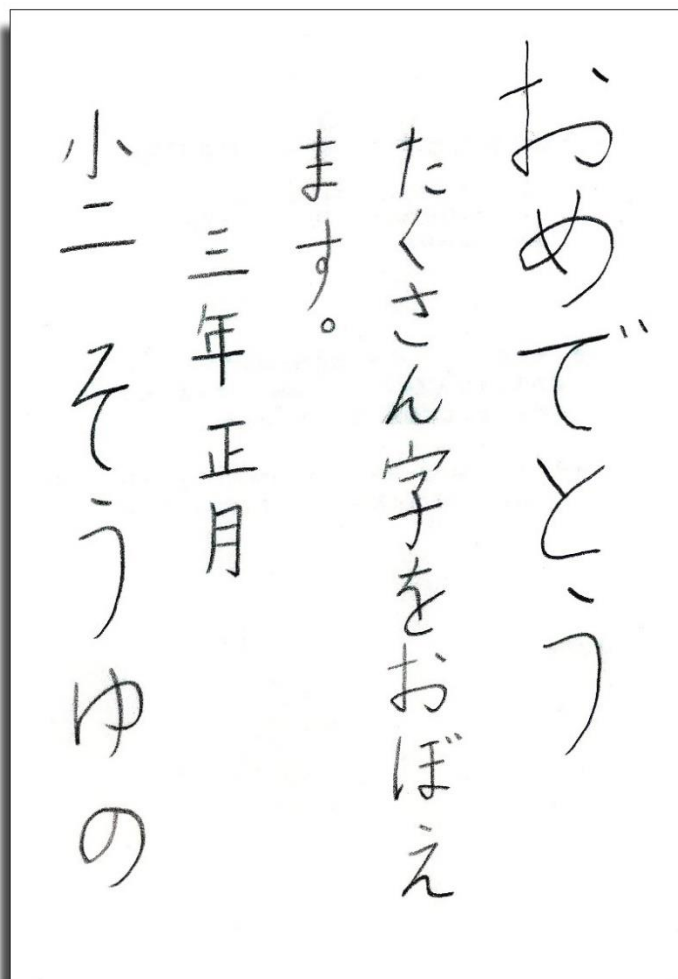 おめでとう
たくさん字をおぼえ
ます。
三年正月
小二 そうゆの